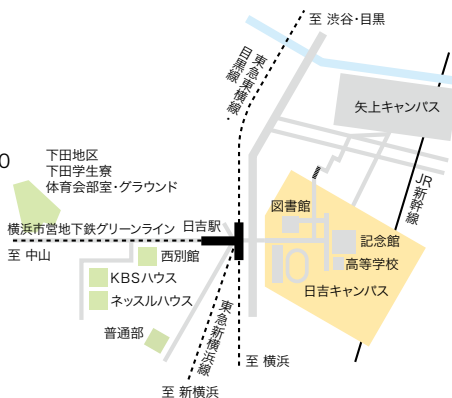 至 渋谷・目黒
東急東横線・
目黒線
矢上キャンパス
0
下田地区
下田学生寮
体育会部室・グラウンド
JR新幹線
図書館
横浜市営地下鉄グリーンライン
日吉駅
記念館
至 中山
西別館
高等学校
KBSハウス
日吉キャンパス
ネッスルハウス
東急新横浜線
普通部
至 横浜
至 新横浜